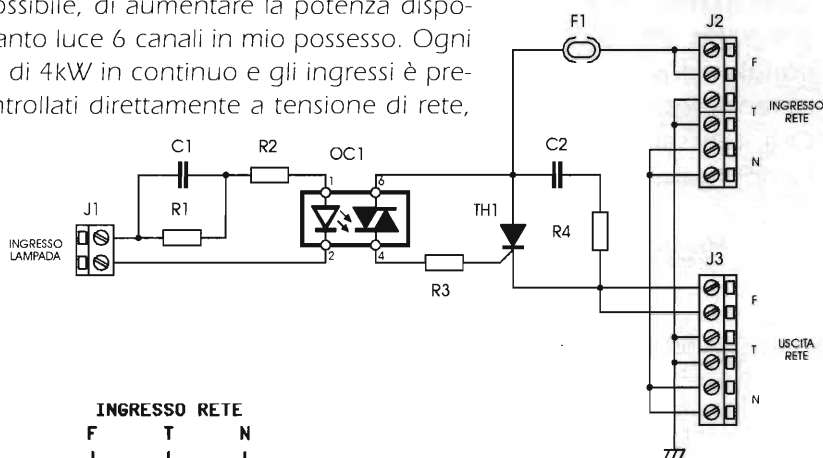 ossibile, di aumentare la potenza dispo-
anto luce 6 canali in mio possesso. Ogni
di 4kW in continuo e gli ingressi è pre-
ntrollati direttamente a tensione di rete,
F1
J2
F
T
N
INGRESSO
RETE
C1
R2
OC1
C2
J1
R1
1
6
TH1
R4
INGRESSO
LAMPADA
2
4
R3
J3
F
T
N
USCITA
RETE
INGRESSO RETE
F T N